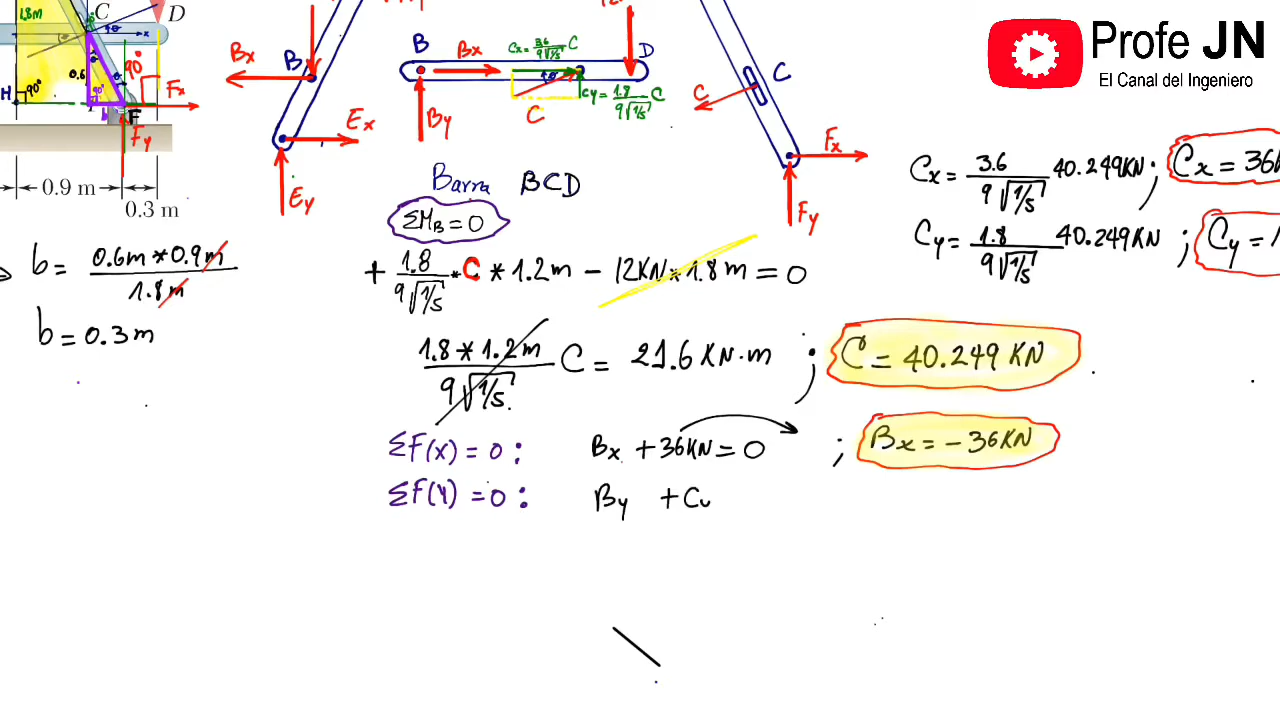 Profe JN
El Canal del Ingeniero
1.8m
C
θ
x
D
0.6
90°
H
90°
F
Fx
Fy
0.9 m
0.3 m
Bx
B
Ex
Ey
B
Bx
Cx = 3.6/9√1/5 C
D
θ
Cy = 1.8/9√1/5 C
By
C
C
C
Fx
Fy
Barra BCD
ΣMB = 0
b = 0.6m * 0.9m / 1.8m
b = 0.3m
+ 1.8/9√1/5 * C * 1.2m − 12KN * 1.8m = 0
1.8 * 1.2m / 9√1/5 C = 21.6 KN·m ; C = 40.249 KN
ΣF(X) = 0 : Bx + 36KN = 0 ; Bx = − 36KN
ΣF(Y) = 0 : By + C
Cx = 3.6/9√1/5 40.249KN ; Cx = 36
Cy = 1.8/9√1/5 40.249KN ; Cy =